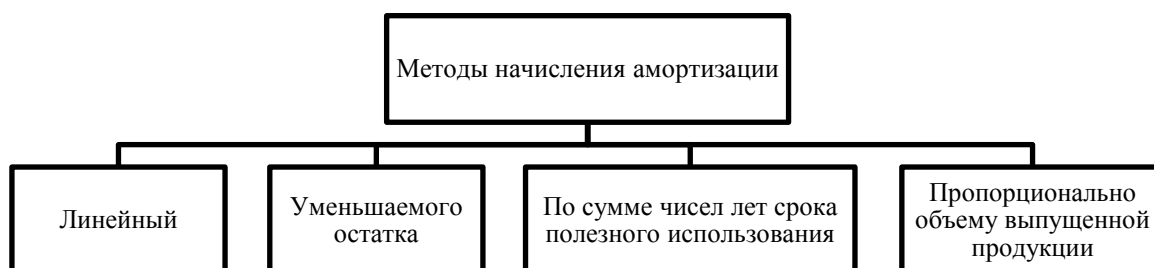 Методы начисления амортизации
Линейный
Уменьшаемого
остатка
По сумме чисел лет срока
полезного использования
Пропорционально
объему выпущенной
продукции